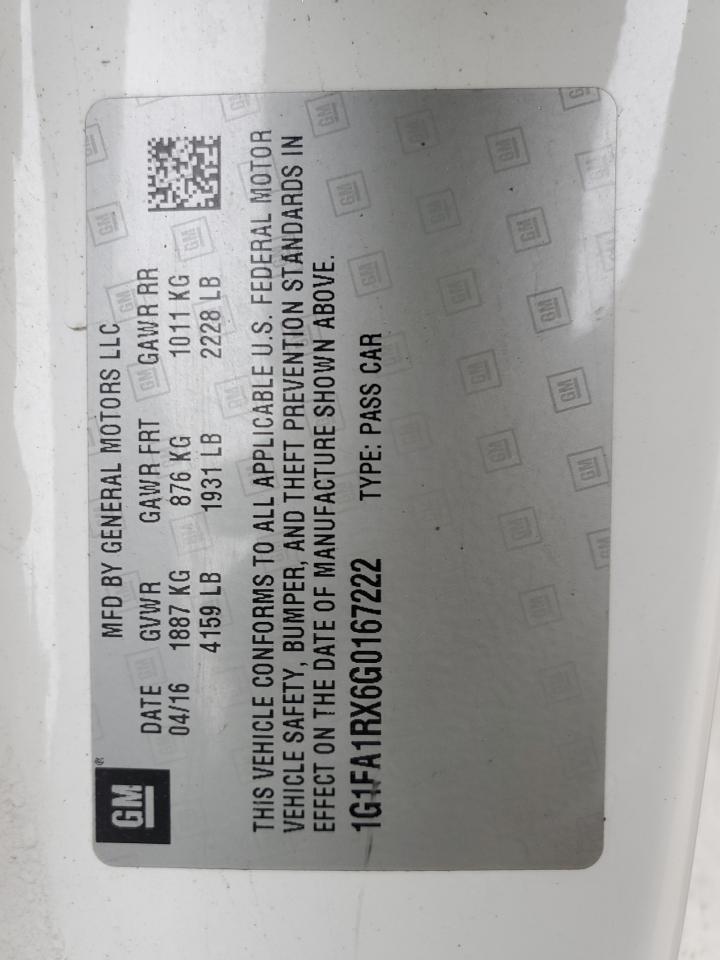 GM®
MFD BY GENERAL MOTORS LLC
DATE GVWR GAWR FRT GAWR RR
04/16 1887 KG 876 KG 1011 KG
4159 LB 1931 LB 2228 LB
THIS VEHICLE CONFORMS TO ALL APPLICABLE U.S. FEDERAL MOTOR
VEHICLE SAFETY, BUMPER, AND THEFT PREVENTION STANDARDS IN
EFFECT ON THE DATE OF MANUFACTURE SHOWN ABOVE.
1G1FA1RX6G0167222 TYPE: PASS CAR